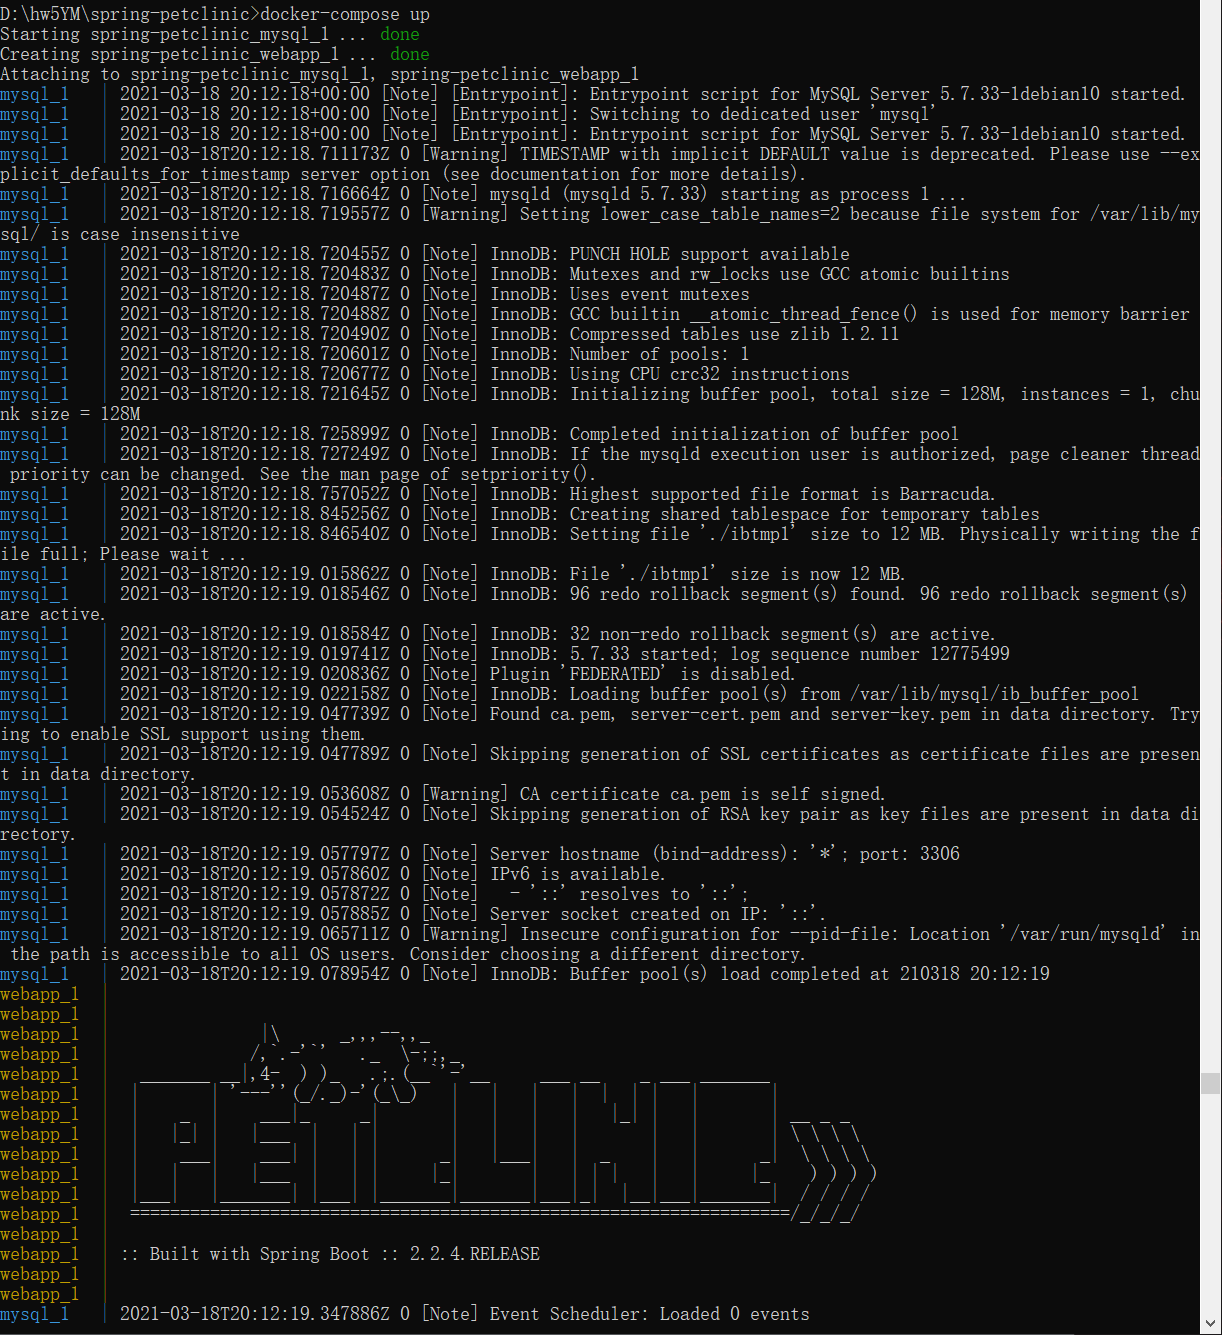 D:\hw5YM\spring-petclinic>docker-compose up
Starting spring-petclinic_mysql_1 ... done
Creating spring-petclinic_webapp_1 ... done
Attaching to spring-petclinic_mysql_1, spring-petclinic_webapp_1
mysql_1   | 2021-03-18 20:12:18+00:00 [Note] [Entrypoint]: Entrypoint script for MySQL Server 5.7.33-1debian10 started.
mysql_1   | 2021-03-18 20:12:18+00:00 [Note] [Entrypoint]: Switching to dedicated user 'mysql'
mysql_1   | 2021-03-18 20:12:18+00:00 [Note] [Entrypoint]: Entrypoint script for MySQL Server 5.7.33-1debian10 started.
mysql_1   | 2021-03-18T20:12:18.711173Z 0 [Warning] TIMESTAMP with implicit DEFAULT value is deprecated. Please use --ex
plicit_defaults_for_timestamp server option (see documentation for more details).
mysql_1   | 2021-03-18T20:12:18.716664Z 0 [Note] mysqld (mysqld 5.7.33) starting as process 1 ...
mysql_1   | 2021-03-18T20:12:18.719557Z 0 [Warning] Setting lower_case_table_names=2 because file system for /var/lib/my
sql/ is case insensitive
mysql_1   | 2021-03-18T20:12:18.720455Z 0 [Note] InnoDB: PUNCH HOLE support available
mysql_1   | 2021-03-18T20:12:18.720483Z 0 [Note] InnoDB: Mutexes and rw_locks use GCC atomic builtins
mysql_1   | 2021-03-18T20:12:18.720487Z 0 [Note] InnoDB: Uses event mutexes
mysql_1   | 2021-03-18T20:12:18.720488Z 0 [Note] InnoDB: GCC builtin __atomic_thread_fence() is used for memory barrier
mysql_1   | 2021-03-18T20:12:18.720490Z 0 [Note] InnoDB: Compressed tables use zlib 1.2.11
mysql_1   | 2021-03-18T20:12:18.720601Z 0 [Note] InnoDB: Number of pools: 1
mysql_1   | 2021-03-18T20:12:18.720677Z 0 [Note] InnoDB: Using CPU crc32 instructions
mysql_1   | 2021-03-18T20:12:18.721645Z 0 [Note] InnoDB: Initializing buffer pool, total size = 128M, instances = 1, chu
nk size = 128M
mysql_1   | 2021-03-18T20:12:18.725899Z 0 [Note] InnoDB: Completed initialization of buffer pool
mysql_1   | 2021-03-18T20:12:18.727249Z 0 [Note] InnoDB: If the mysqld execution user is authorized, page cleaner thread
 priority can be changed. See the man page of setpriority().
mysql_1   | 2021-03-18T20:12:18.757052Z 0 [Note] InnoDB: Highest supported file format is Barracuda.
mysql_1   | 2021-03-18T20:12:18.845256Z 0 [Note] InnoDB: Creating shared tablespace for temporary tables
mysql_1   | 2021-03-18T20:12:18.846540Z 0 [Note] InnoDB: Setting file './ibtmp1' size to 12 MB. Physically writing the f
ile full; Please wait ...
mysql_1   | 2021-03-18T20:12:19.015862Z 0 [Note] InnoDB: File './ibtmp1' size is now 12 MB.
mysql_1   | 2021-03-18T20:12:19.018546Z 0 [Note] InnoDB: 96 redo rollback segment(s) found. 96 redo rollback segment(s)
are active.
mysql_1   | 2021-03-18T20:12:19.018584Z 0 [Note] InnoDB: 32 non-redo rollback segment(s) are active.
mysql_1   | 2021-03-18T20:12:19.019741Z 0 [Note] InnoDB: 5.7.33 started; log sequence number 12775499
mysql_1   | 2021-03-18T20:12:19.020836Z 0 [Note] Plugin 'FEDERATED' is disabled.
mysql_1   | 2021-03-18T20:12:19.022158Z 0 [Note] InnoDB: Loading buffer pool(s) from /var/lib/mysql/ib_buffer_pool
mysql_1   | 2021-03-18T20:12:19.047739Z 0 [Note] Found ca.pem, server-cert.pem and server-key.pem in data directory. Try
ing to enable SSL support using them.
mysql_1   | 2021-03-18T20:12:19.047789Z 0 [Note] Skipping generation of SSL certificates as certificate files are presen
t in data directory.
mysql_1   | 2021-03-18T20:12:19.053608Z 0 [Warning] CA certificate ca.pem is self signed.
mysql_1   | 2021-03-18T20:12:19.054524Z 0 [Note] Skipping generation of RSA key pair as key files are present in data di
rectory.
mysql_1   | 2021-03-18T20:12:19.057797Z 0 [Note] Server hostname (bind-address): '*'; port: 3306
mysql_1   | 2021-03-18T20:12:19.057860Z 0 [Note] IPv6 is available.
mysql_1   | 2021-03-18T20:12:19.057872Z 0 [Note]   - '::' resolves to '::';
mysql_1   | 2021-03-18T20:12:19.057885Z 0 [Note] Server socket created on IP: '::'.
mysql_1   | 2021-03-18T20:12:19.065711Z 0 [Warning] Insecure configuration for --pid-file: Location '/var/run/mysqld' in
 the path is accessible to all OS users. Consider choosing a different directory.
mysql_1   | 2021-03-18T20:12:19.078954Z 0 [Note] InnoDB: Buffer pool(s) load completed at 210318 20:12:19
webapp_1  |
webapp_1  |
webapp_1  |
webapp_1  |
webapp_1  |
webapp_1  |
webapp_1  |
webapp_1  |
webapp_1  |
webapp_1  |
webapp_1  |
webapp_1  |
webapp_1  |
webapp_1  | :: Built with Spring Boot :: 2.2.4.RELEASE
webapp_1  |
webapp_1  |
mysql_1   | 2021-03-18T20:12:19.347886Z 0 [Note] Event Scheduler: Loaded 0 events